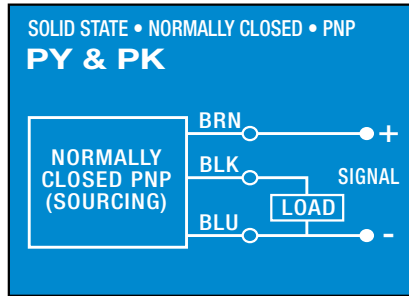 SOLID STATE • NORMALLY CLOSED • PNP
PY & PK
BRN
+
NORMALLY
CLOSED PNP
(SOURCING)
BLK
SIGNAL
LOAD
BLU
-